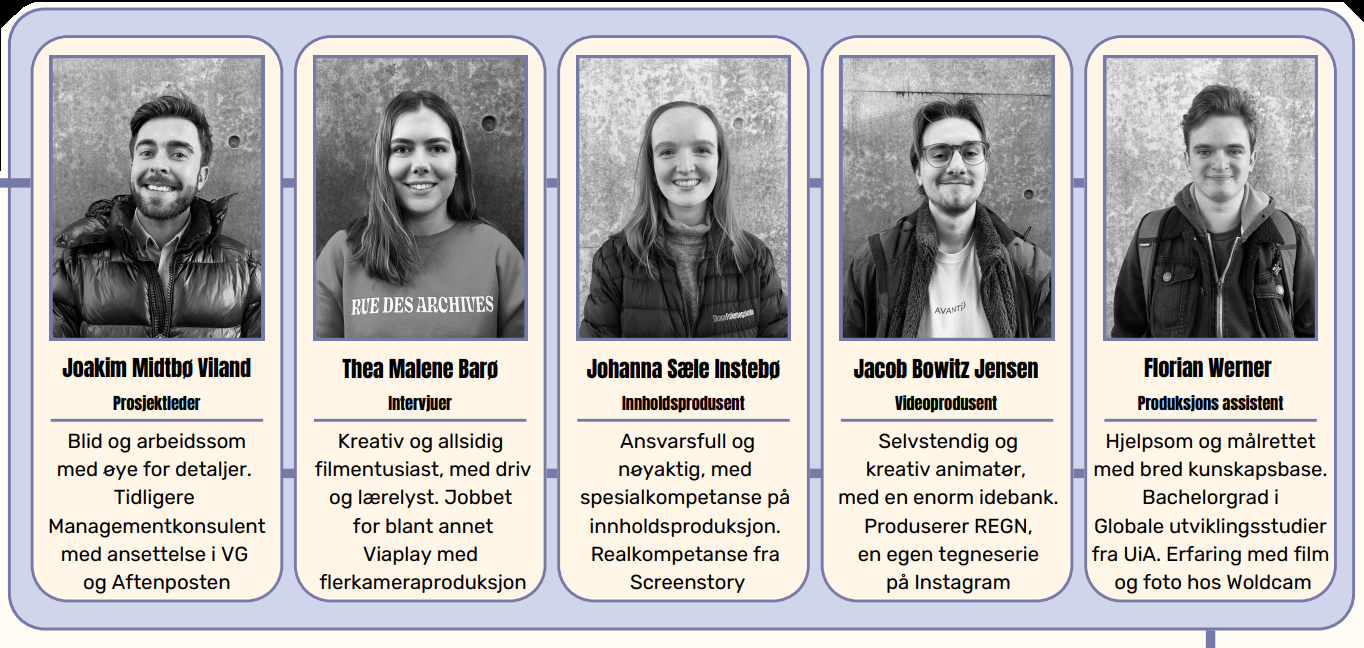 RUE DES ARCHIVES
AVANTI
Joakim Midtbø Viland
Prosjektleder
Blid og arbeidssom
med øye for detaljer.
Tidligere
Managementkonsulent
med ansettelse i VG
og Aftenposten
Thea Malene Barø
Intervjuer
Kreativ og allsidig
filmentusiast, med driv
og lærelyst. Jobbet
for blant annet
Viaplay med
flerkameraproduksjon
Johanna Sæle Instebø
Innholdsprodusent
Ansvarsfull og
nøyaktig, med
spesialkompetanse på
innholdsproduksjon.
Realkompetanse fra
Screenstory
Jacob Bowitz Jensen
Videoprodusent
Selvstendig og
kreativ animatør,
med en enorm idebank.
Produserer REGN,
en egen tegneserie
på Instagram
Florian Werner
Produksjons assistent
Hjelpsom og målrettet
med bred kunskapsbase.
Bachelorgrad i
Globale utviklingsstudier
fra UiA. Erfaring med film
og foto hos Woldcam